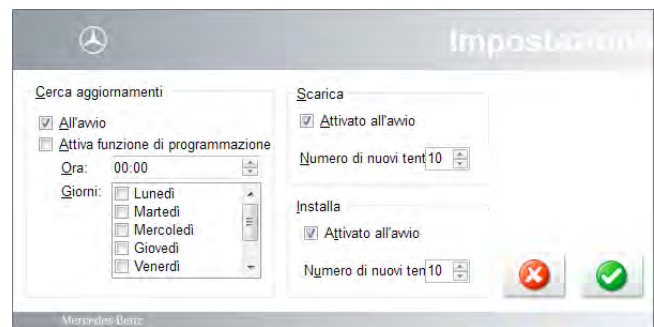 Impostazioni
Cerca aggiornamenti
All'avvio
Attiva funzione di programmazione
Ora: 00:00
Giorni:
Lunedì
Martedì
Mercoledì
Giovedì
Venerdì
Scarica
Attivato all'avvio
Numero di nuovi tent 10
Installa
Attivato all'avvio
Numero di nuovi ten 10
Mercedes-Benz